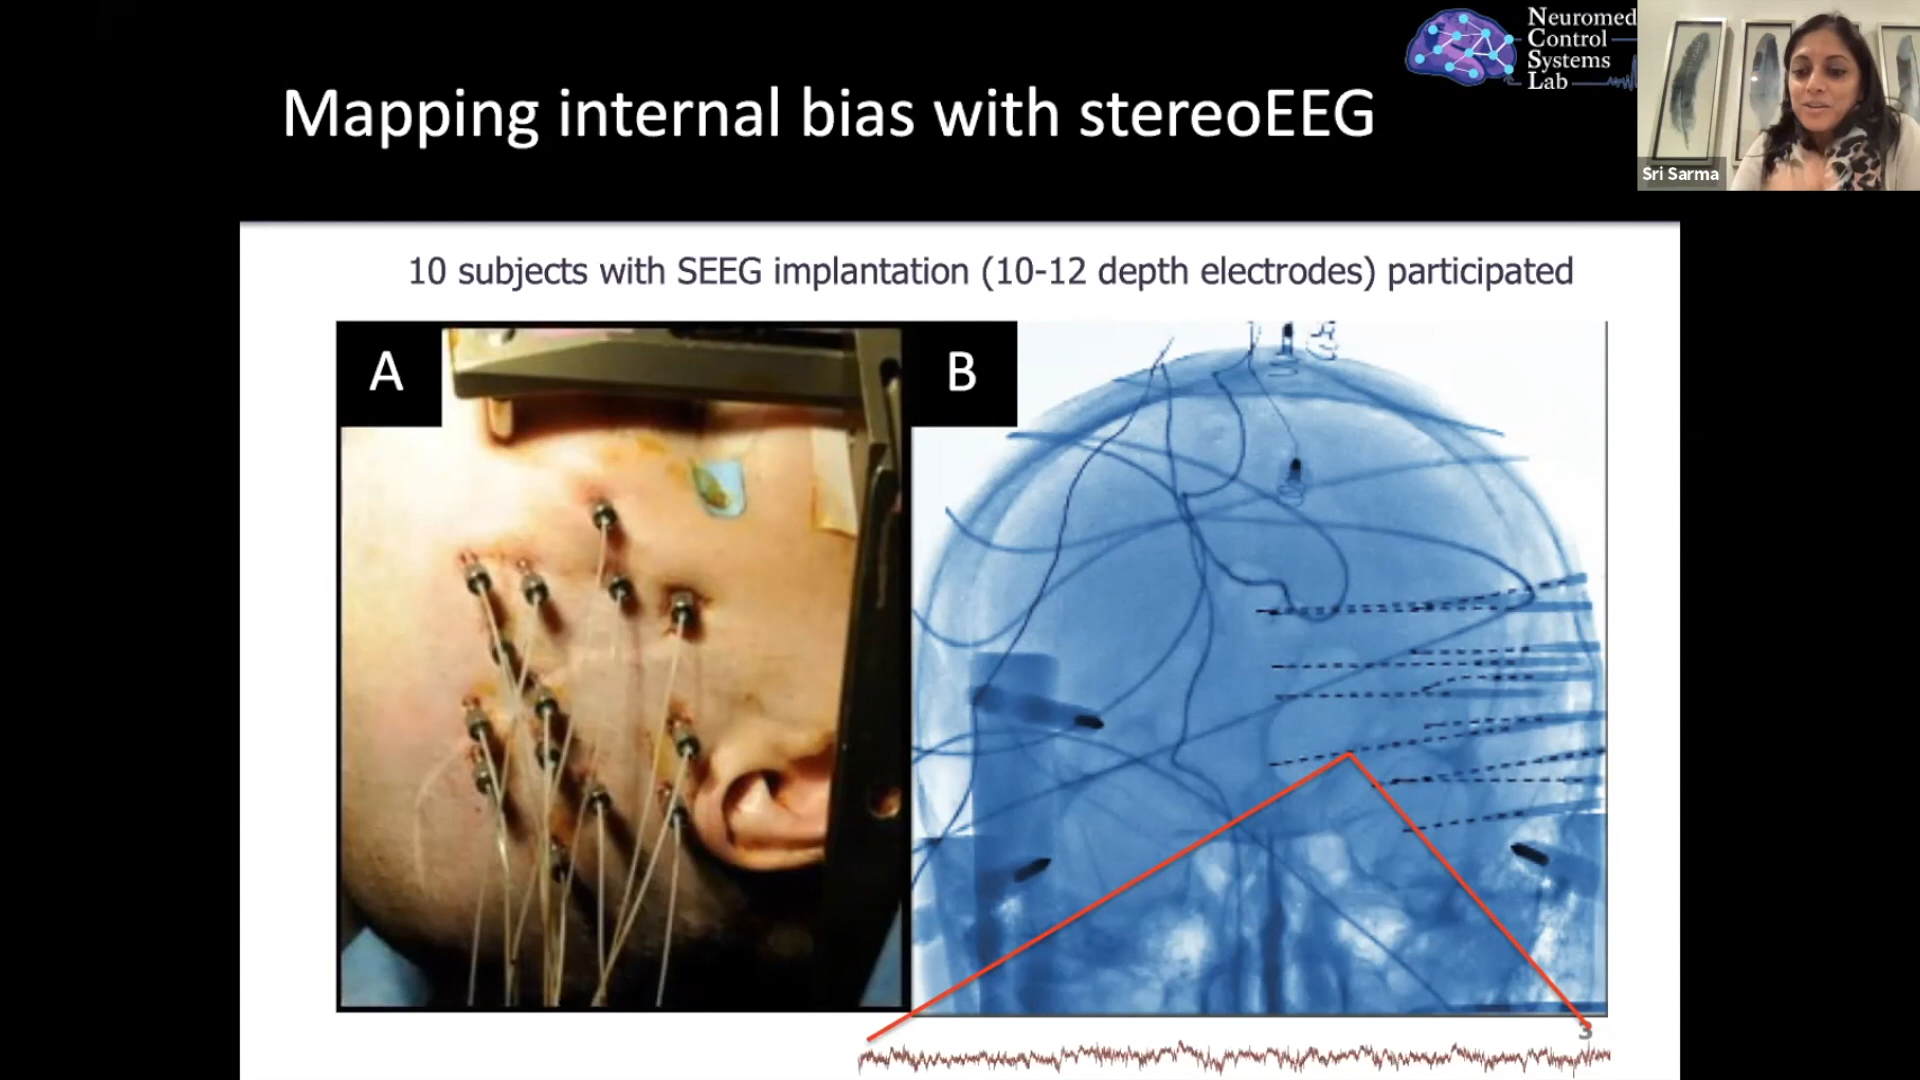 Mapping internal bias with stereoEEG
Neuromed
Control
Systems
Lab
Sri Sarma
10 subjects with SEEG implantation (10-12 depth electrodes) participated
A
B
3